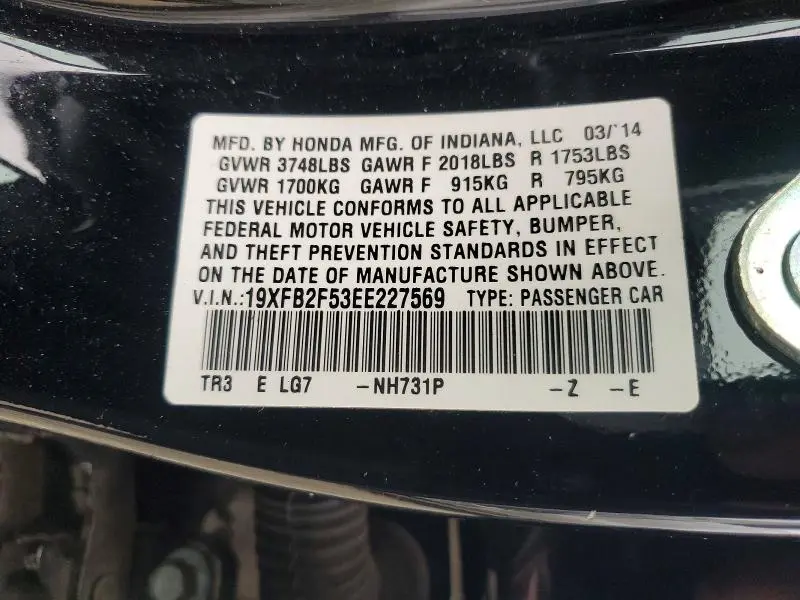 MFD. BY HONDA MFG. OF INDIANA, LLC 03/'14
GVWR 3748LBS GAWR F 2018LBS R 1753LBS
GVWR 1700KG GAWR F 915KG R 795KG
THIS VEHICLE CONFORMS TO ALL APPLICABLE
FEDERAL MOTOR VEHICLE SAFETY, BUMPER,
AND THEFT PREVENTION STANDARDS IN EFFECT
ON THE DATE OF MANUFACTURE SHOWN ABOVE.
V.I.N.:19XFB2F53EE227569 TYPE: PASSENGER CAR
TR3 E LG7 -NH731P -Z -E